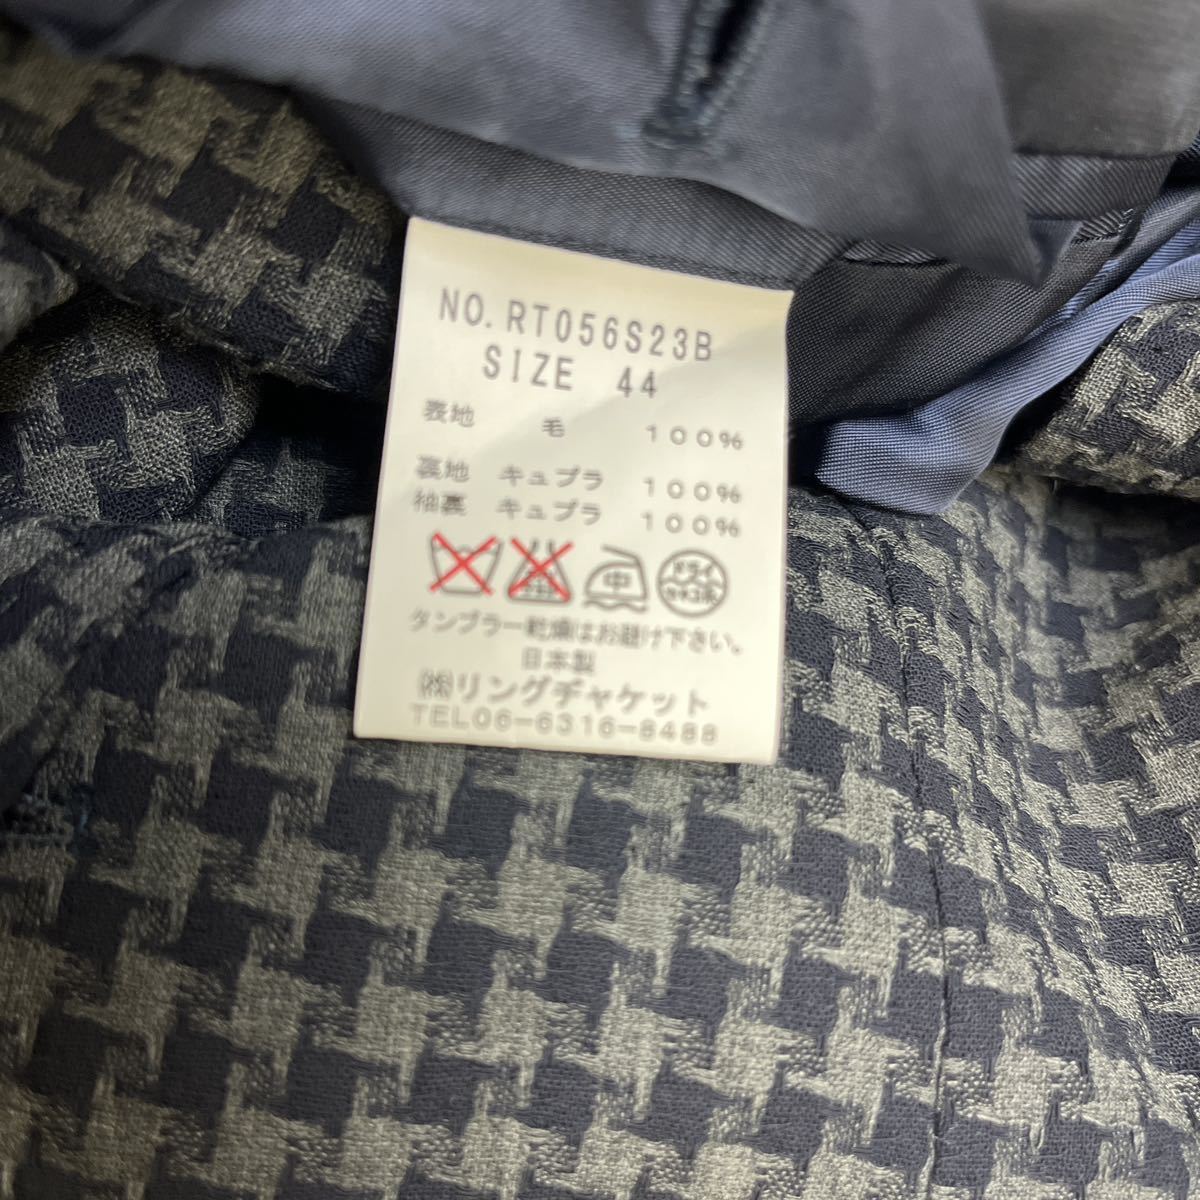 NO. RT056S23B
SIZE 44
表地 毛 100%
裏地 キュプラ 100%
袖裏 キュプラ 100%
中 ドライ
タンブラー乾燥はお避け下さい。
日本製
㈱リングヂャケット
TEL06-6316-8488